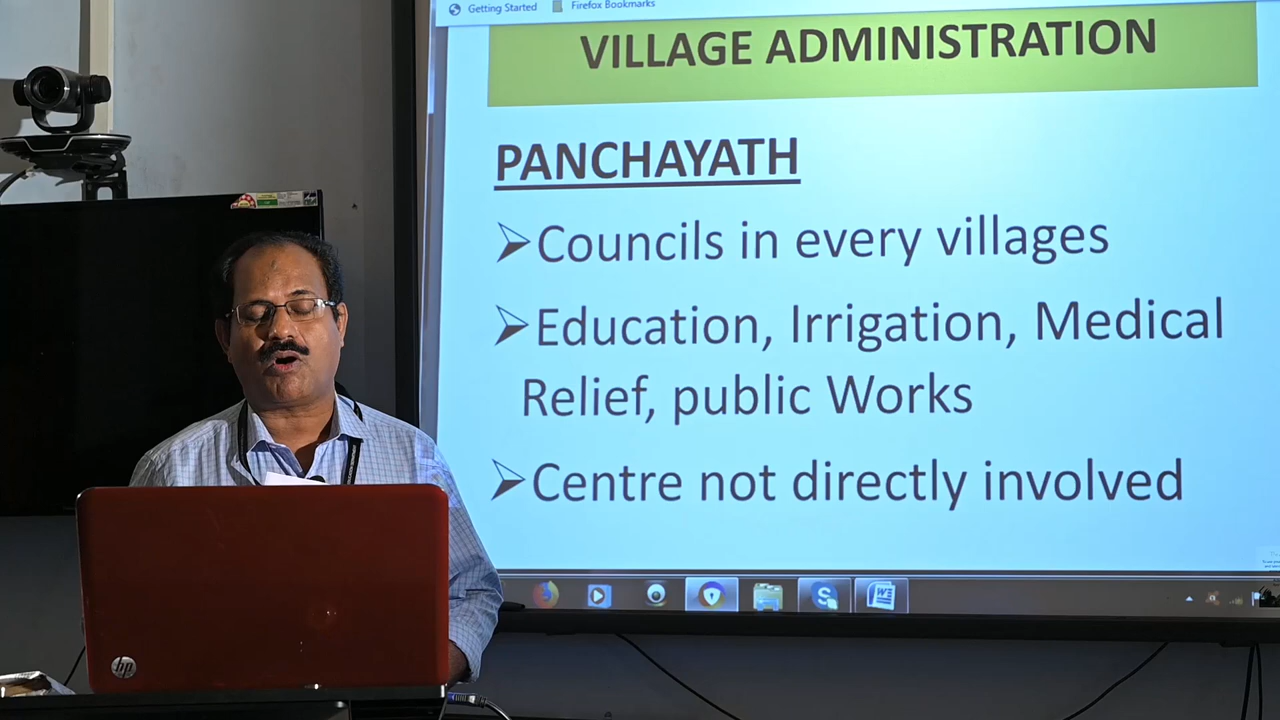 Getting Started Firefox Bookmarks
VILLAGE ADMINISTRATION
PANCHAYATH
➢Councils in every villages
➢Education, Irrigation, Medical
Relief, public Works
➢Centre not directly involved
hp